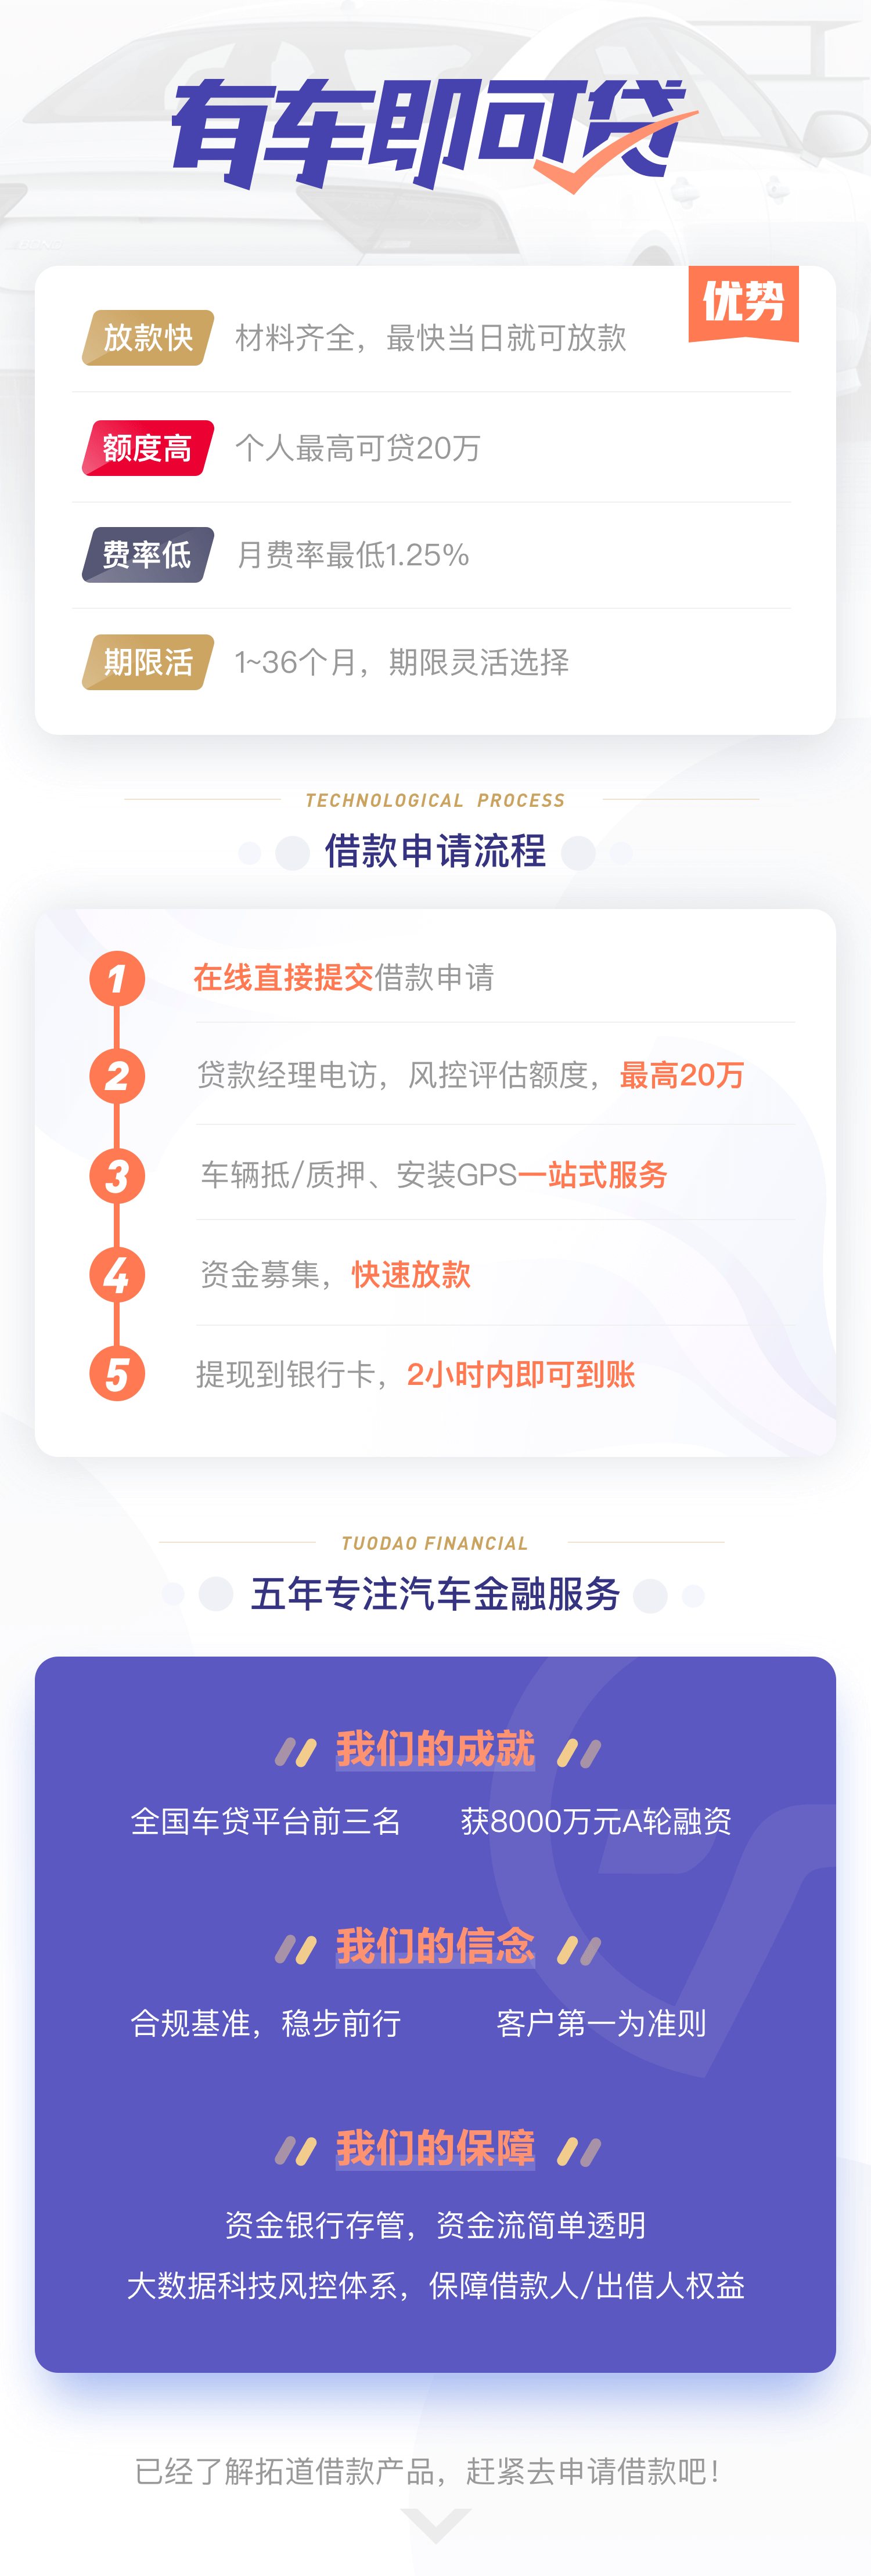 有车即可贷
优势
放款快 材料齐全，最快当日就可放款
额度高 个人最高可贷20万
费率低 月费率最低1.25%
期限活 1~36个月，期限灵活选择
TECHNOLOGICAL PROCESS
借款申请流程
1 在线直接提交借款申请
2 贷款经理电访，风控评估额度，最高20万
3 车辆抵/质押、安装GPS一站式服务
4 资金募集，快速放款
5 提现到银行卡，2小时内即可到账
TUODAO FINANCIAL
五年专注汽车金融服务
我们的成就
全国车贷平台前三名 获8000万元A轮融资
我们的信念
合规基准，稳步前行 客户第一为准则
我们的保障
资金银行存管，资金流简单透明
大数据科技风控体系，保障借款人/出借人权益
已经了解拓道借款产品，赶紧去申请借款吧！